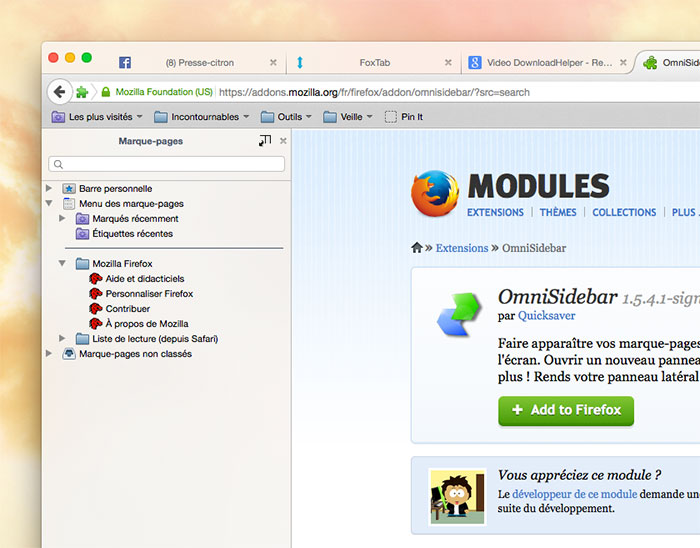 (8) Presse-citron
FoxTab
Video DownloadHelper - Re...
OmniSide
Mozilla Foundation (US)
https://addons.mozilla.org/fr/firefox/addon/omnisidebar/?src=search
Les plus visités
Incontournables
Outils
Veille
Pin It
Marque-pages
Barre personnelle
Menu des marque-pages
Marqués récemment
Étiquettes récentes
Mozilla Firefox
Aide et didacticiels
Personnaliser Firefox
Contribuer
À propos de Mozilla
Liste de lecture (depuis Safari)
Marque-pages non classés
MODULES
EXTENSIONS | THÈMES | COLLECTIONS | PLUS
» Extensions » OmniSidebar
OmniSidebar 1.5.4.1-sign
par Quicksaver
Faire apparaître vos marque-pages
l'écran. Ouvrir un nouveau pannea
plus ! Rends votre panneau latéral
+ Add to Firefox
Vous appréciez ce module ?
Le développeur de ce module demande un
suite du développement.